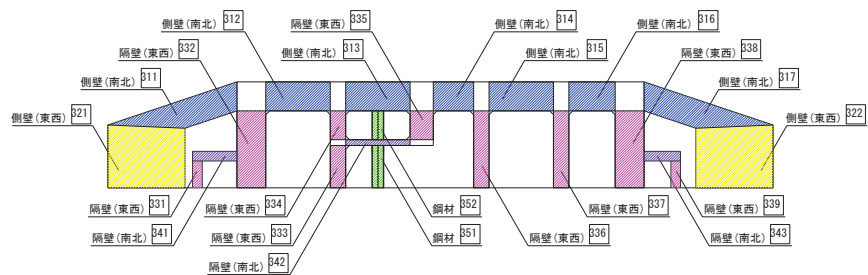 側壁(南北) 312
隔壁(東西) 335
側壁(南北) 314
側壁(南北) 316
隔壁(東西) 332
側壁(南北) 313
側壁(南北) 315
隔壁(東西) 338
側壁(南北) 311
側壁(南北) 317
側壁(東西) 321
側壁(東西) 322
隔壁(東西) 331
隔壁(東西) 334
鋼材 352
隔壁(東西) 337
隔壁(東西) 339
隔壁(南北) 341
隔壁(東西) 333
鋼材 351
隔壁(東西) 336
隔壁(南北) 343
隔壁(南北) 342